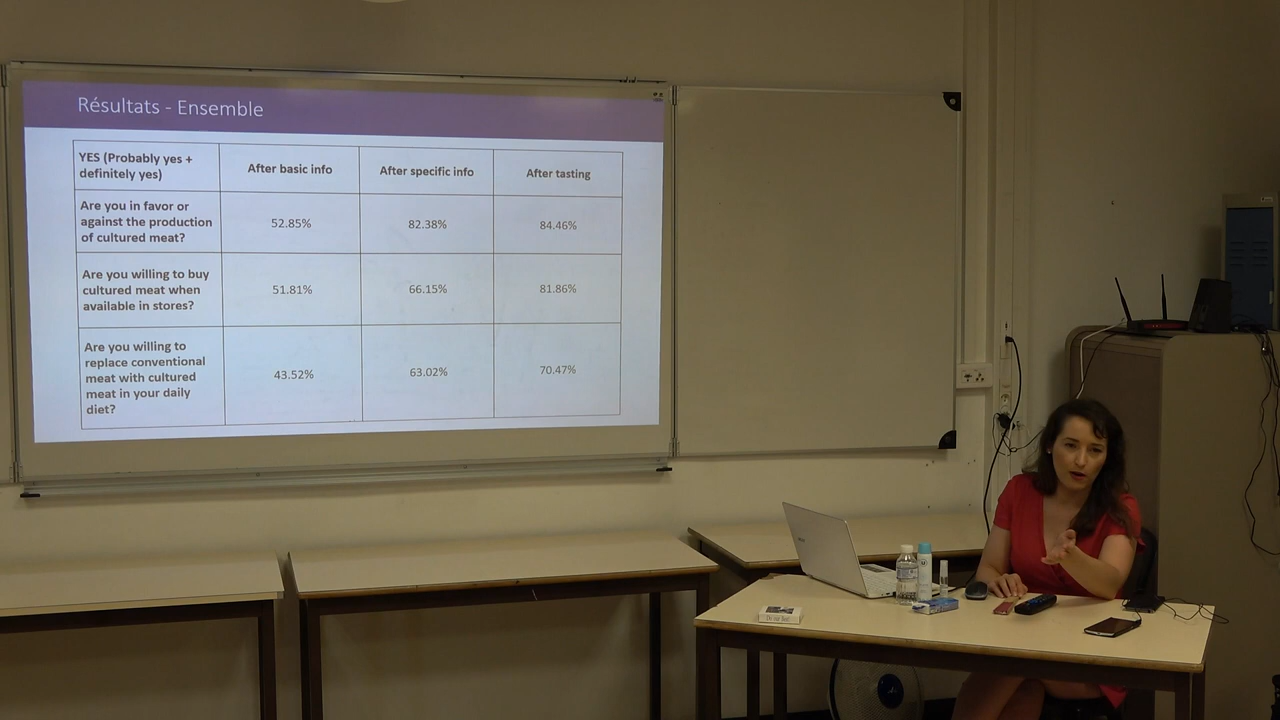 Résultats - Ensemble
YES (Probably yes +
definitely yes)
After basic info
After specific info
After tasting
Are you in favor or
against the production
of cultured meat?
52.85%
82.38%
84.46%
Are you willing to buy
cultured meat when
available in stores?
51.81%
66.15%
81.86%
Are you willing to
replace conventional
meat with cultured
meat in your daily
diet?
43.52%
63.02%
70.47%